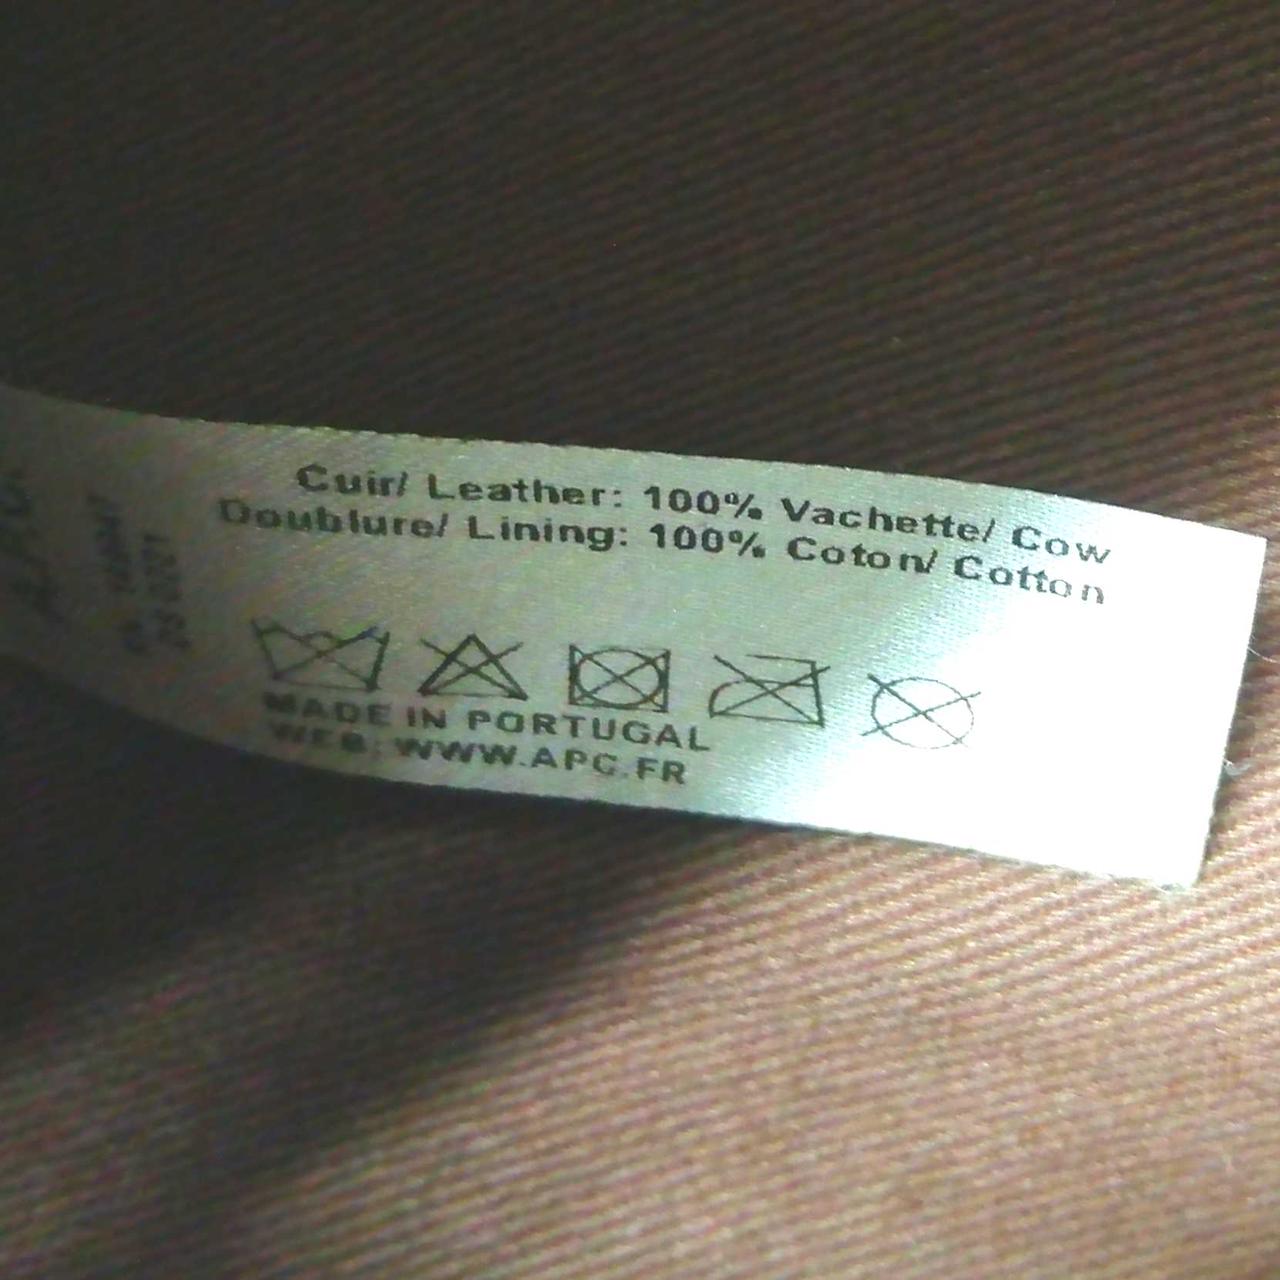 Cuir/ Leather: 100% Vachette/ Cow
Doublure/ Lining: 100% Coton/ Cotton
MADE IN PORTUGAL
WEB: WWW.APC.FR